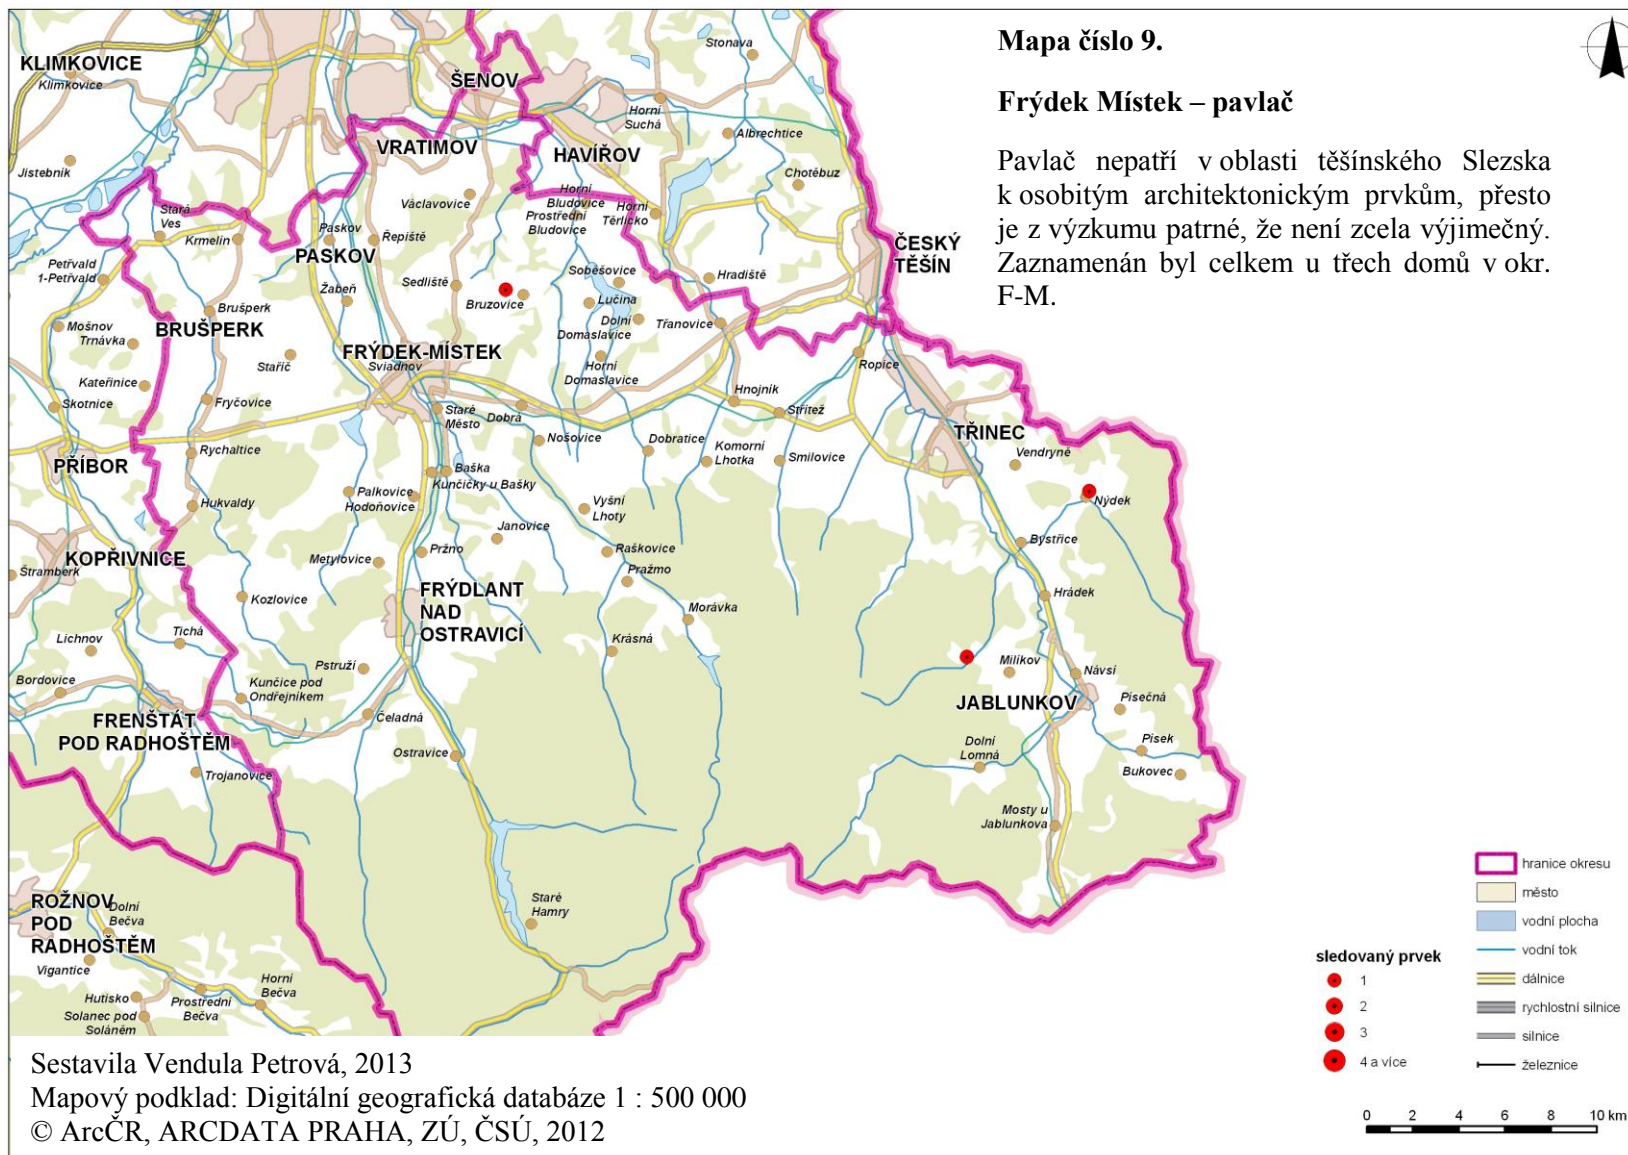 Mapa číslo 9.
Frýdek Místek – pavlač
Pavlač nepatří v oblasti těšínského Slezska
k osobitým architektonickým prvkům, přesto
je z výzkumu patrné, že není zcela výjimečný.
Zaznamenán byl celkem u třech domů v okr.
F-M.
KLIMKOVICE
Klimkovice
ŠENOV
Stonava
Horní
Suchá
Albrechtice
VRATIMOV
HAVÍŘOV
Jistebník
Chotěbuz
Václavovice
Horní
Bludovice
Prostřední
Bludovice
Horní
Těrlicko
Stará
Ves
Krmelín
Paskov
Řepiště
PASKOV
ČESKÝ
TĚŠÍN
Petřvald
1-Petřvald
Žabeň
Sedliště
Soběšovice
Hradiště
Bruzovice
Lučina
Brušperk
BRUŠPERK
Mošnov
Trnávka
Dolní
Domaslavice
Třanovice
FRÝDEK-MÍSTEK
Sviadnov
Staříč
Horní
Domaslavice
Ropice
Kateřinice
Skotnice
Fryčovice
Hnojník
Staré
Město
Dobrá
Střítež
Nošovice
TŘINEC
Rychaltice
Dobratice
Komorní
Lhotka
Smilovice
Vendryně
PŘÍBOR
Baška
Kunčičky u Bašky
Palkovice
Hodoňovice
Hukvaldy
Vyšní
Lhoty
Nýdek
Janovice
Bystřice
KOPŘIVNICE
Štramberk
Metylovice
Pržno
Raškovice
Pražmo
FRÝDLANT
NAD
OSTRAVICÍ
Kozlovice
Hrádek
Morávka
Lichnov
Tichá
Krásná
Pstruží
Milíkov
Návsí
Bordovice
Kunčice pod
Ondřejníkem
JABLUNKOV
Písečná
FRENŠTÁT
POD RADHOŠTĚM
Čeladná
Ostravice
Dolní
Lomná
Písek
Bukovec
Trojanovice
Mosty u
Jablunkova
ROŽNOV
POD
RADHOŠTĚM
Dolní
Bečva
Staré
Hamry
Vigantice
Hutisko
Solanec pod
Soláněm
Prostřední
Bečva
Horní
Bečva
sledovaný prvek
1
2
3
4 a více
hranice okresu
město
vodní plocha
vodní tok
dálnice
rychlostní silnice
silnice
železnice
0 2 4 6 8 10 km
Sestavila Vendula Petrová, 2013
Mapový podklad: Digitální geografická databáze 1 : 500 000
© ArcČR, ARCDATA PRAHA, ZÚ, ČSÚ, 2012